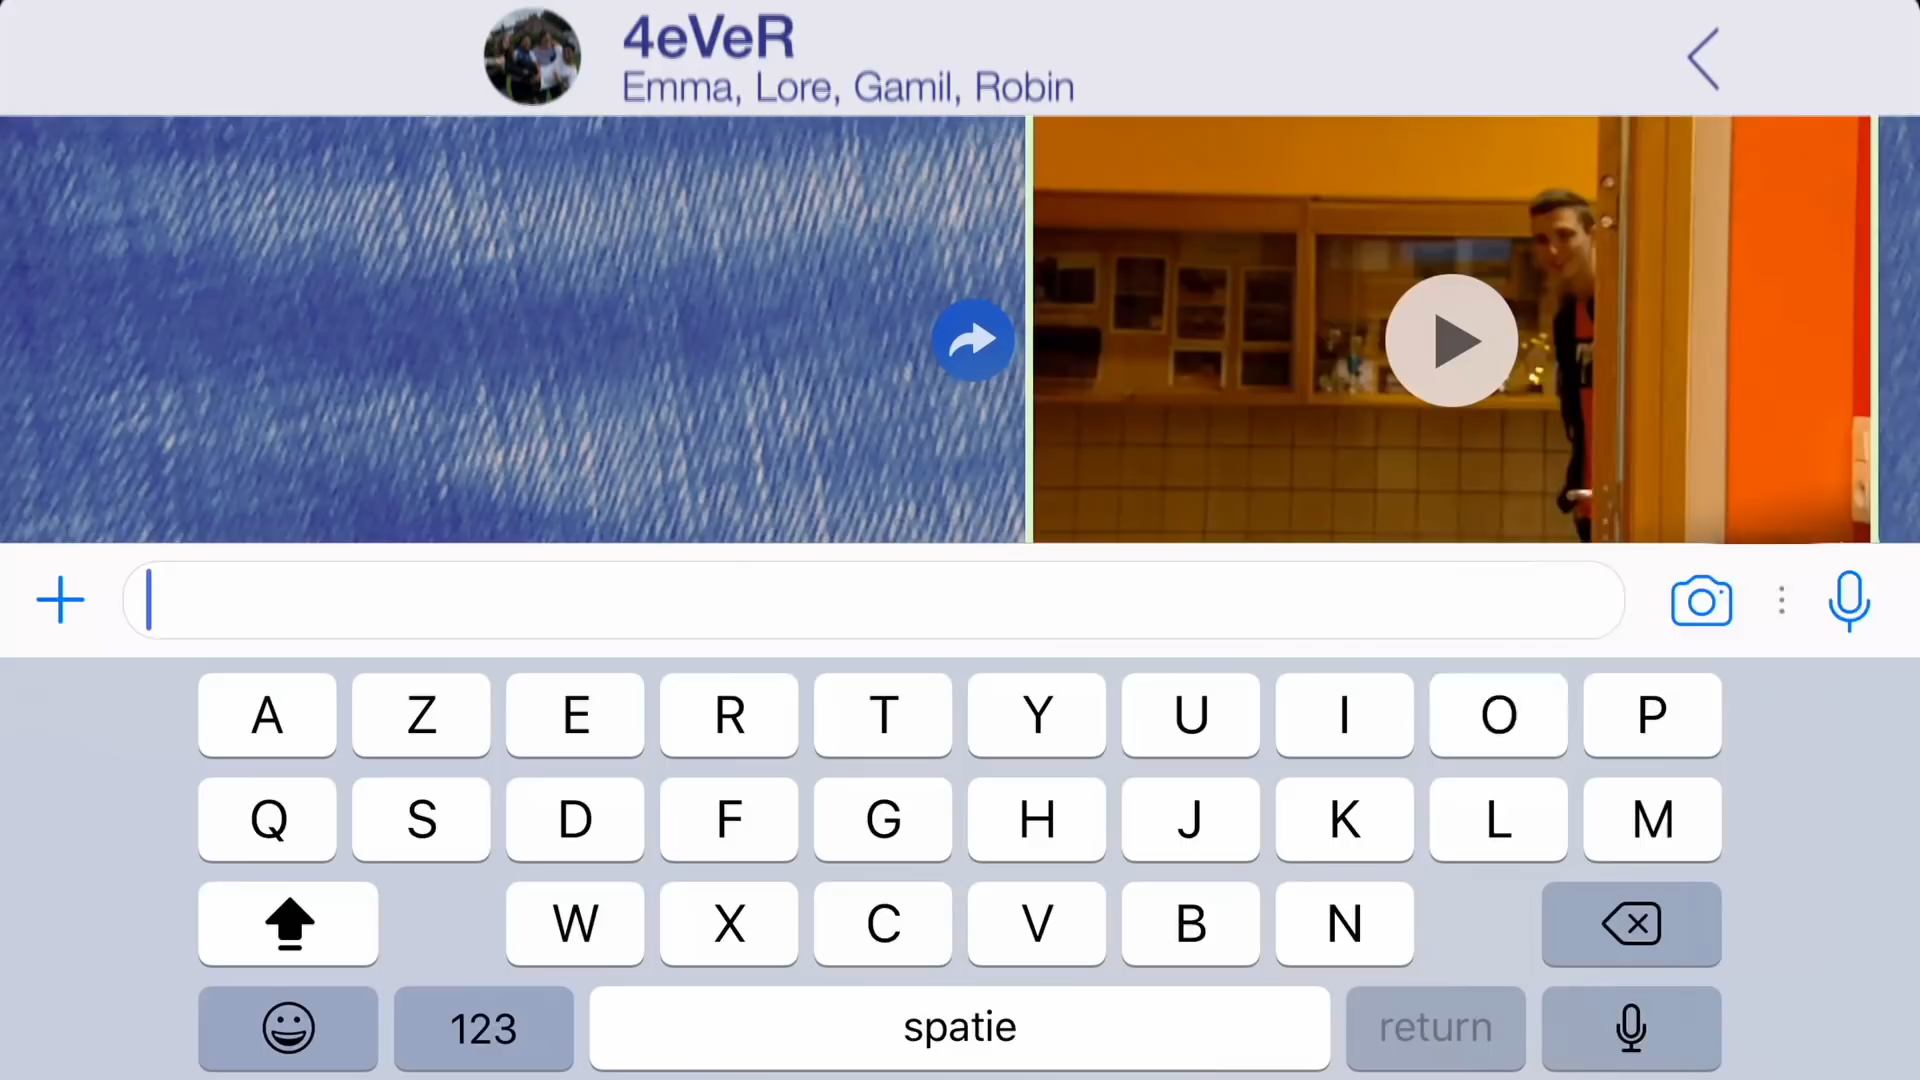 4eVeR
Emma, Lore, Gamil, Robin
A Z E R T Y U I O P
Q S D F G H J K L M
W X C V B N
123 spatie return